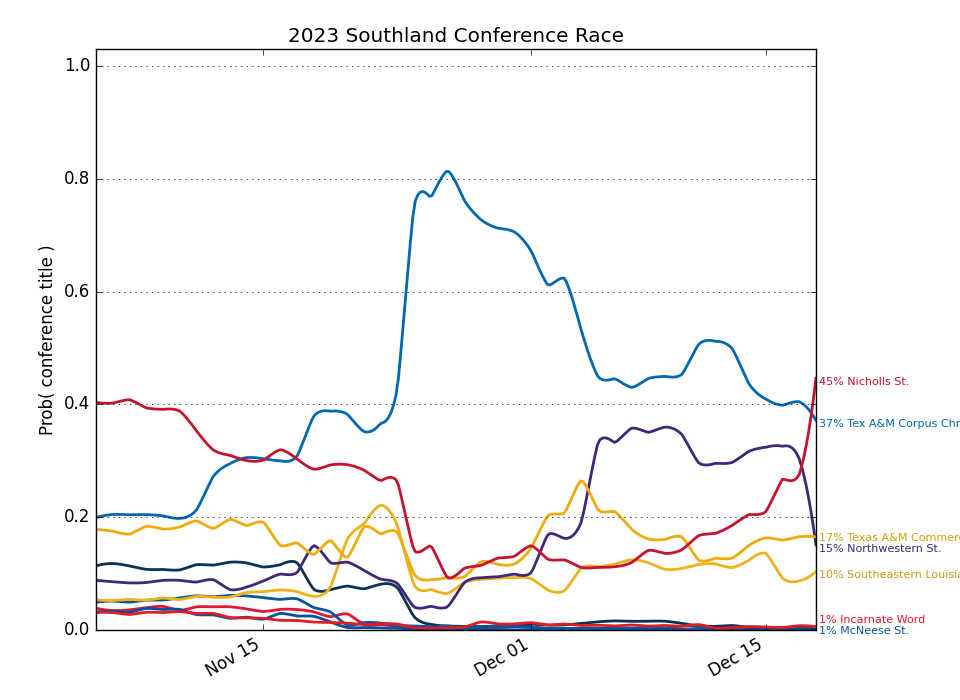 2023 Southland Conference Race
Prob( conference title )
1.0
0.8
0.6
0.4
0.2
0.0
Nov 15
Dec 01
Dec 15
45% Nicholls St.
37% Tex A&M Corpus Chr
17% Texas A&M Commerc
15% Northwestern St.
10% Southeastern Louisia
1% Incarnate Word
1% McNeese St.